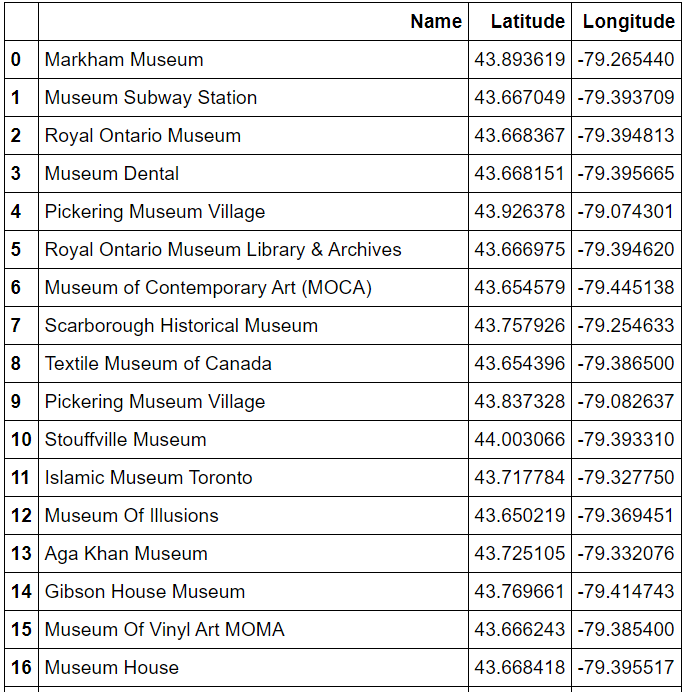 Name Latitude Longitude
0 Markham Museum 43.893619 -79.265440
1 Museum Subway Station 43.667049 -79.393709
2 Royal Ontario Museum 43.668367 -79.394813
3 Museum Dental 43.668151 -79.395665
4 Pickering Museum Village 43.926378 -79.074301
5 Royal Ontario Museum Library & Archives 43.666975 -79.394620
6 Museum of Contemporary Art (MOCA) 43.654579 -79.445138
7 Scarborough Historical Museum 43.757926 -79.254633
8 Textile Museum of Canada 43.654396 -79.386500
9 Pickering Museum Village 43.837328 -79.082637
10 Stouffville Museum 44.003066 -79.393310
11 Islamic Museum Toronto 43.717784 -79.327750
12 Museum Of Illusions 43.650219 -79.369451
13 Aga Khan Museum 43.725105 -79.332076
14 Gibson House Museum 43.769661 -79.414743
15 Museum Of Vinyl Art MOMA 43.666243 -79.385400
16 Museum House 43.668418 -79.395517